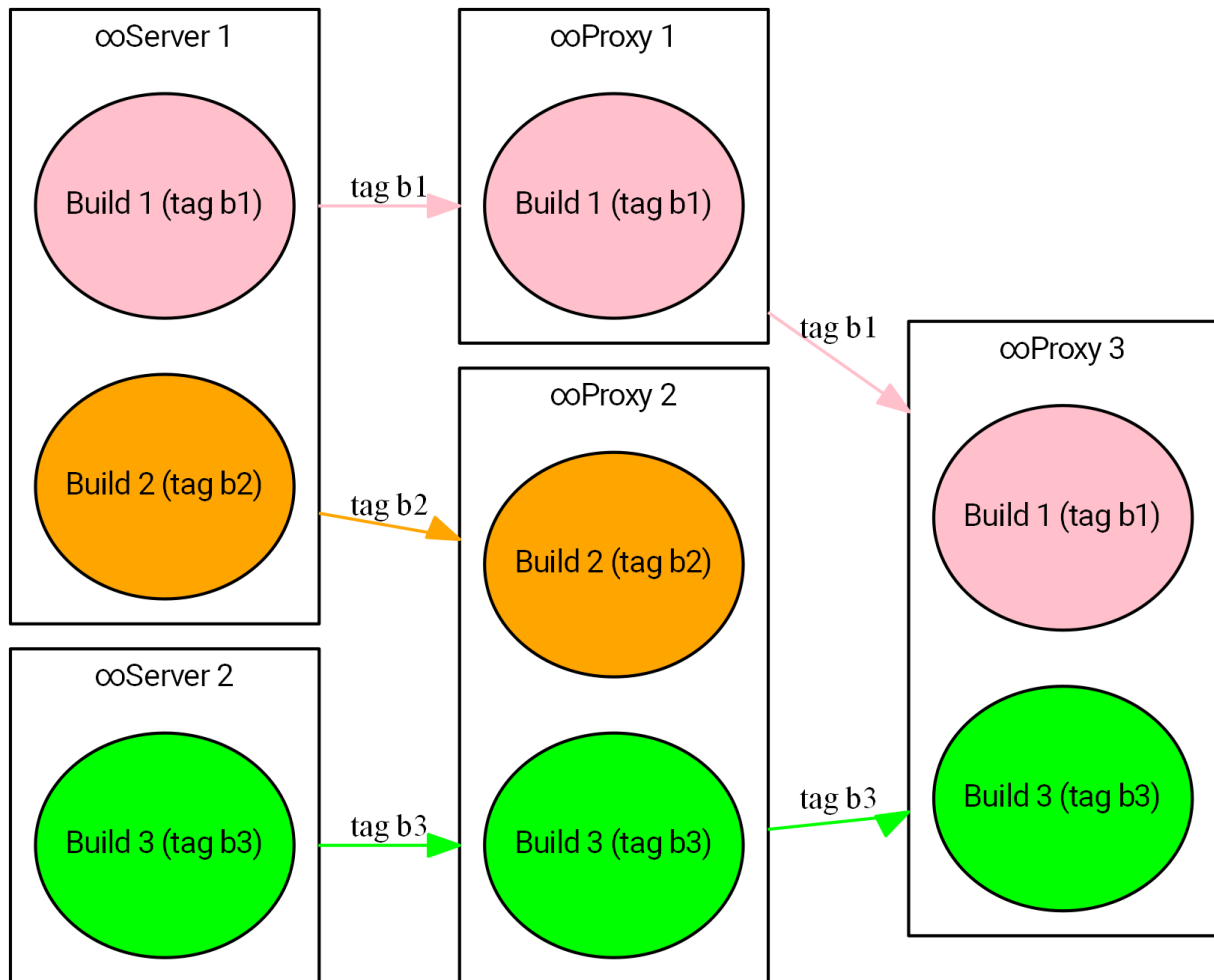 ∞Server 1
Build 1 (tag b1)
Build 2 (tag b2)
∞Server 2
Build 3 (tag b3)
tag b1
tag b2
tag b3
∞Proxy 1
Build 1 (tag b1)
∞Proxy 2
Build 2 (tag b2)
Build 3 (tag b3)
tag b1
tag b3
∞Proxy 3
Build 1 (tag b1)
Build 3 (tag b3)